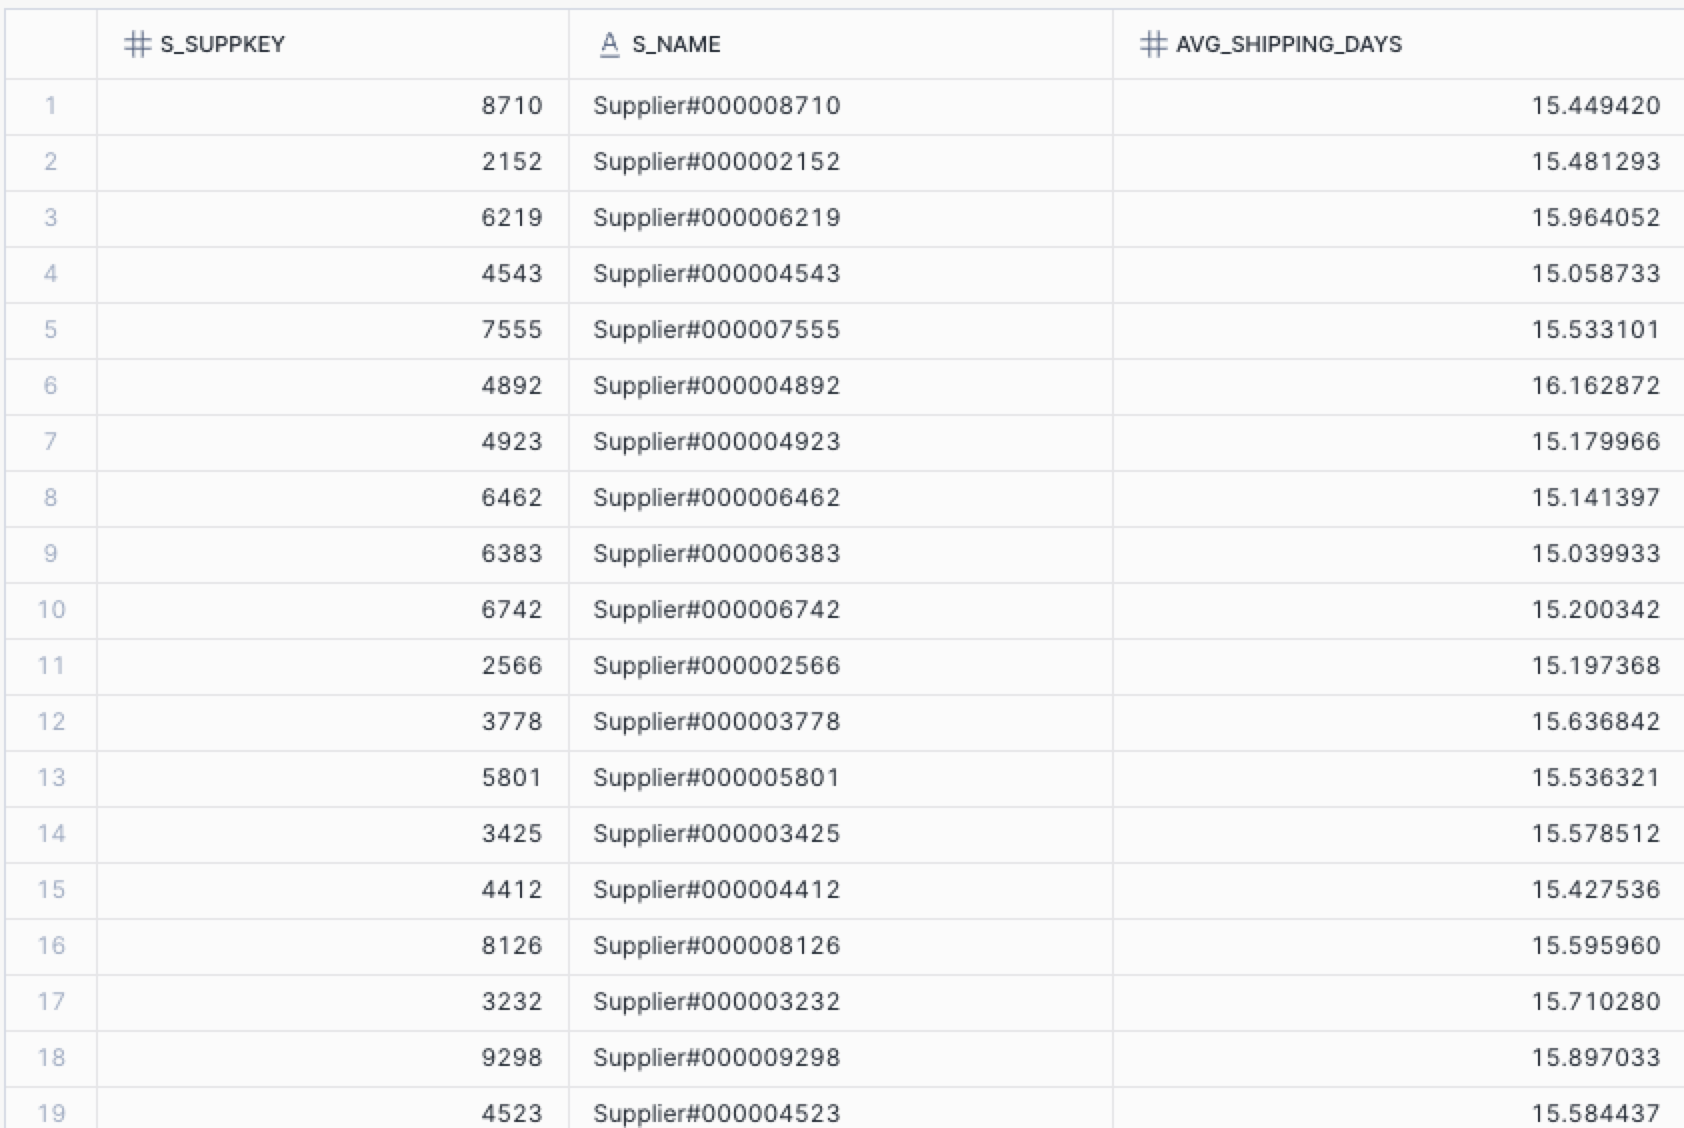 S_SUPPKEY A S_NAME AVG_SHIPPING_DAYS
1 8710 Supplier#000008710 15.449420
2 2152 Supplier#000002152 15.481293
3 6219 Supplier#000006219 15.964052
4 4543 Supplier#000004543 15.058733
5 7555 Supplier#000007555 15.533101
6 4892 Supplier#000004892 16.162872
7 4923 Supplier#000004923 15.179966
8 6462 Supplier#000006462 15.141397
9 6383 Supplier#000006383 15.039933
10 6742 Supplier#000006742 15.200342
11 2566 Supplier#000002566 15.197368
12 3778 Supplier#000003778 15.636842
13 5801 Supplier#000005801 15.536321
14 3425 Supplier#000003425 15.578512
15 4412 Supplier#000004412 15.427536
16 8126 Supplier#000008126 15.595960
17 3232 Supplier#000003232 15.710280
18 9298 Supplier#000009298 15.897033
19 4523 Supplier#000004523 15.584437